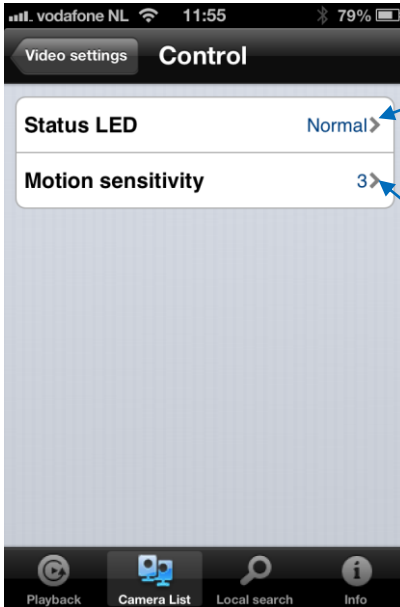 vodafone NL 11:55 79%
Video settings Control
Status LED Normal
Motion sensitivity 3
Playback Camera List Local search Info